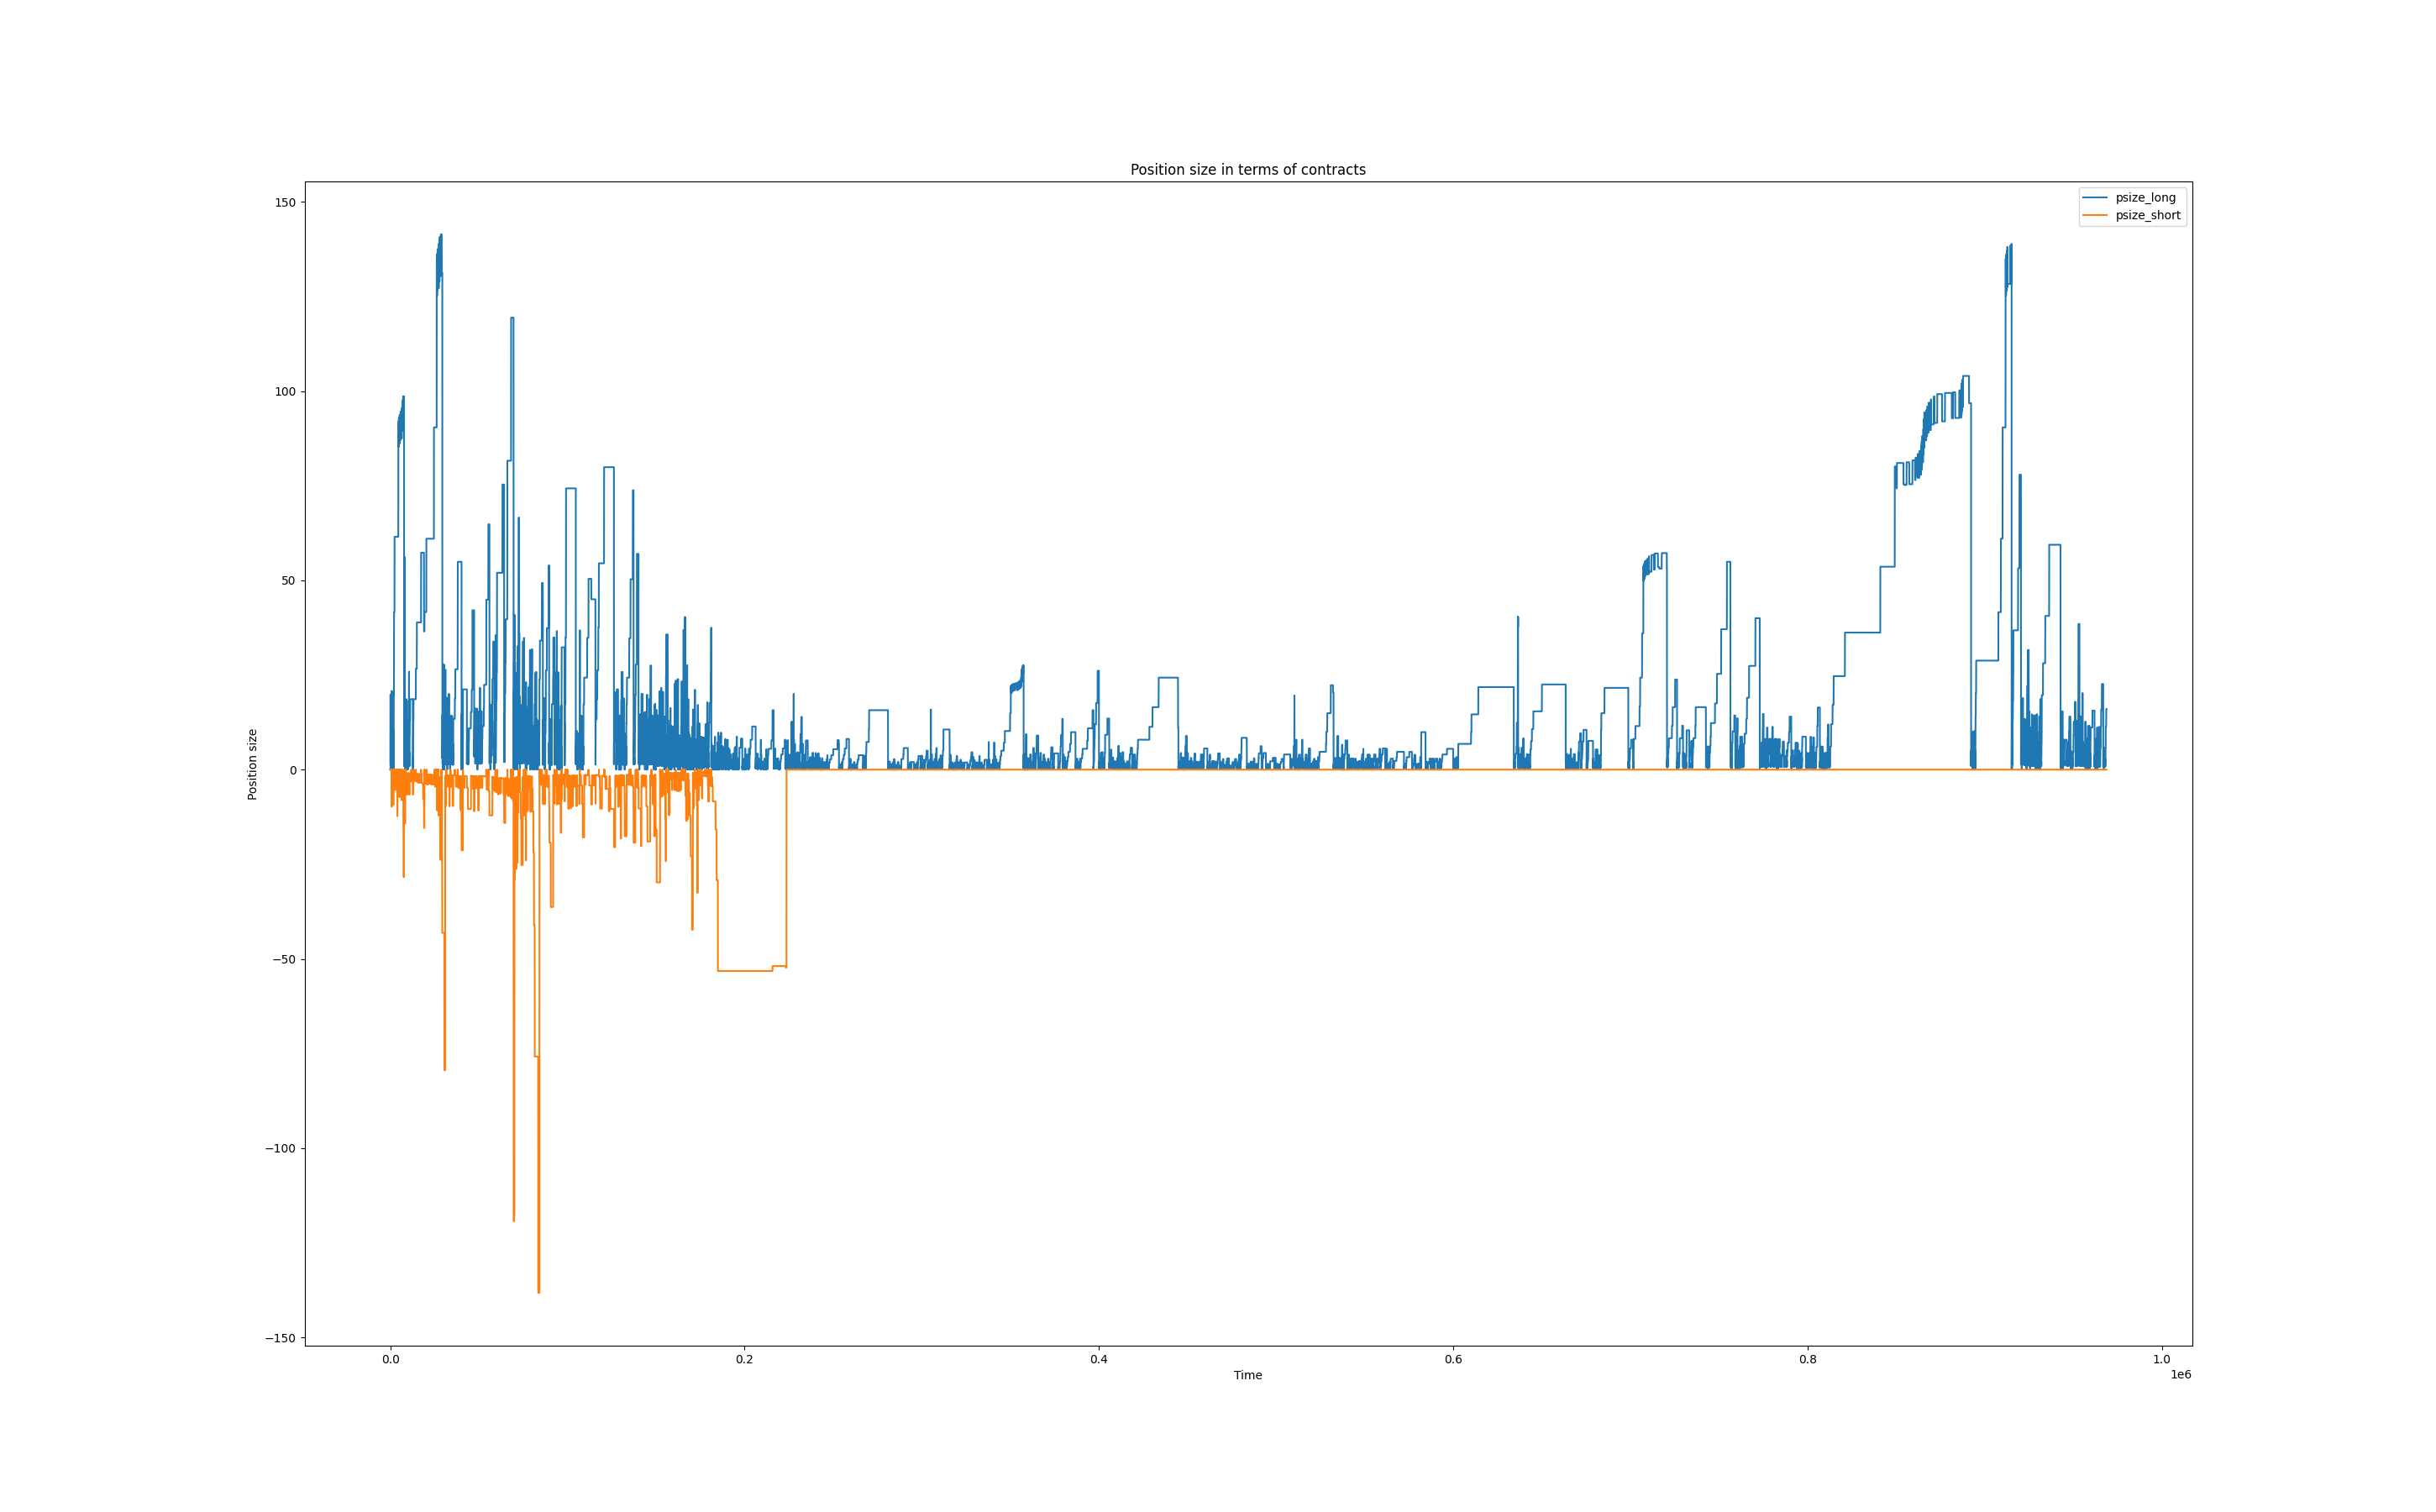 Position size in terms of contracts
psize_long
psize_short
150
100
50
0
−50
−100
−150
Position size
0.0
0.2
0.4
0.6
0.8
1.0
Time
1e6